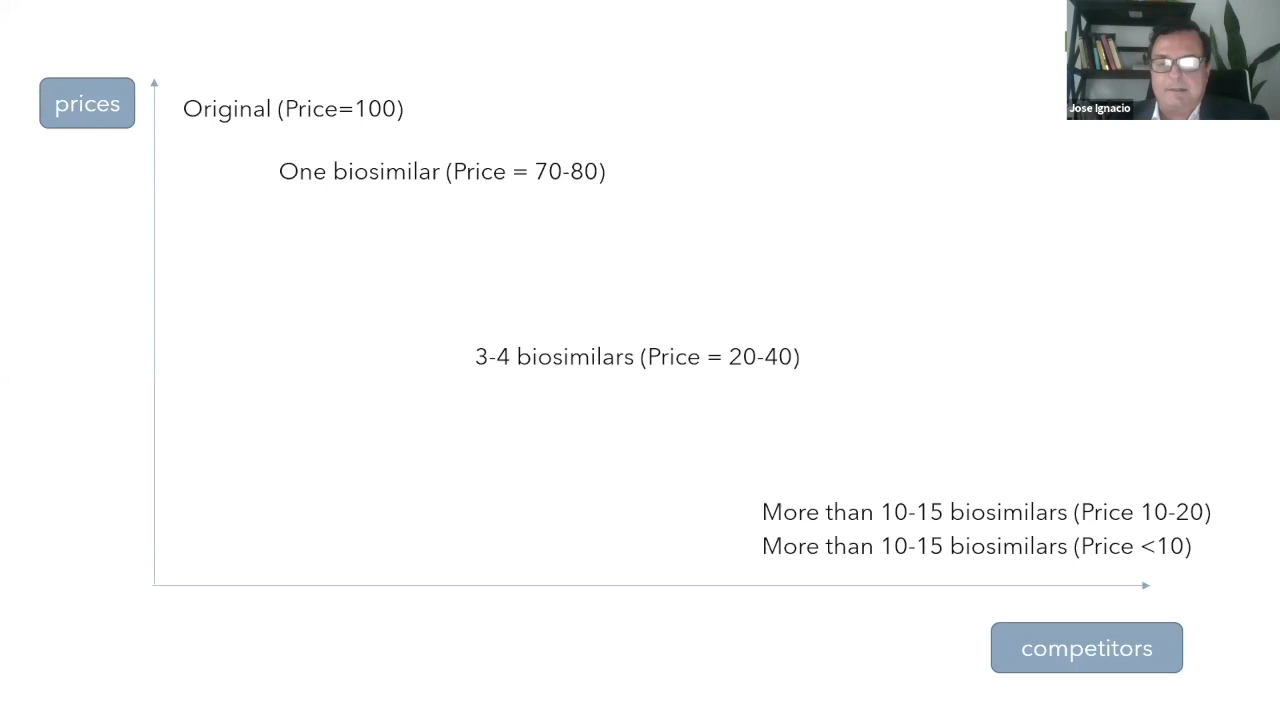 prices
Original (Price=100)
One biosimilar (Price = 70-80)
3-4 biosimilars (Price = 20-40)
More than 10-15 biosimilars (Price 10-20)
More than 10-15 biosimilars (Price <10)
competitors
Jose Ignacio